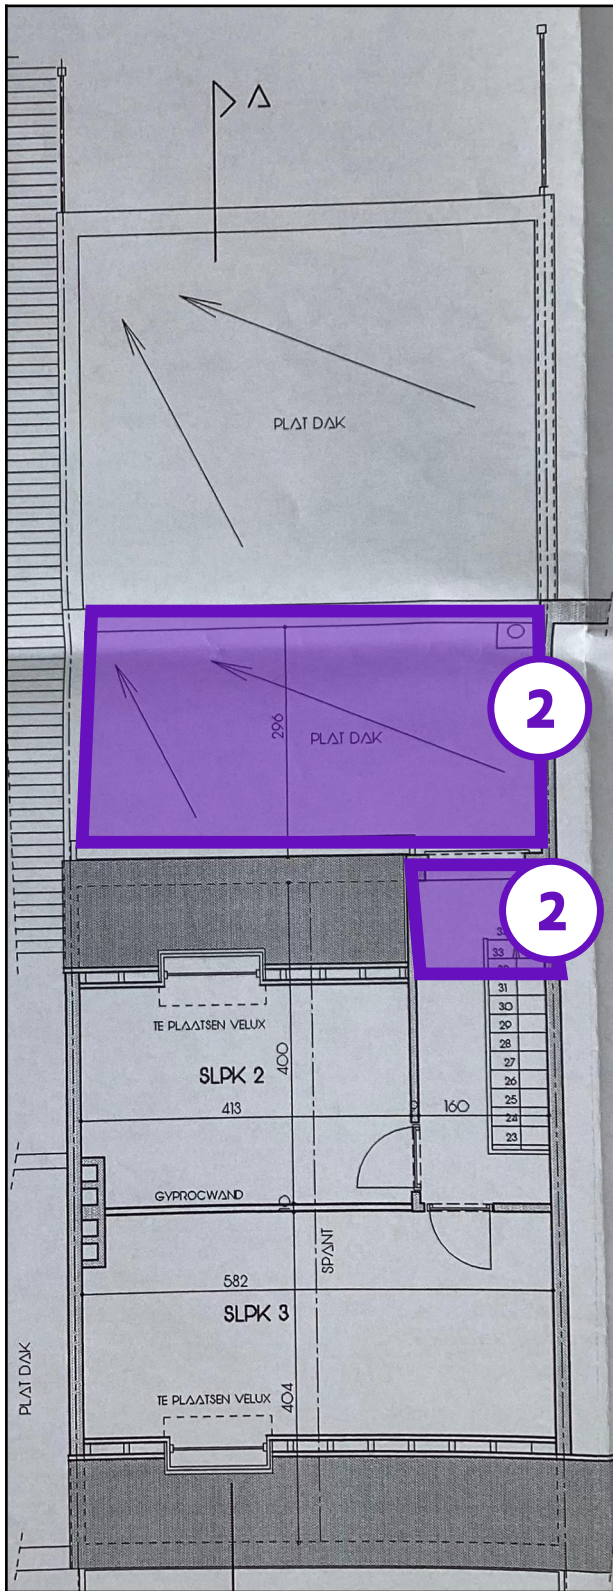 A
PLAT DAK
2
296
PLAT DAK
2
33
31
30
29
28
27
26
25
24
23
TE PLAATSEN VELUX
SLPK 2
400
413
160
GYPROCWAND
10
SPANT
582
SLPK 3
PLAT DAK
TE PLAATSEN VELUX
404